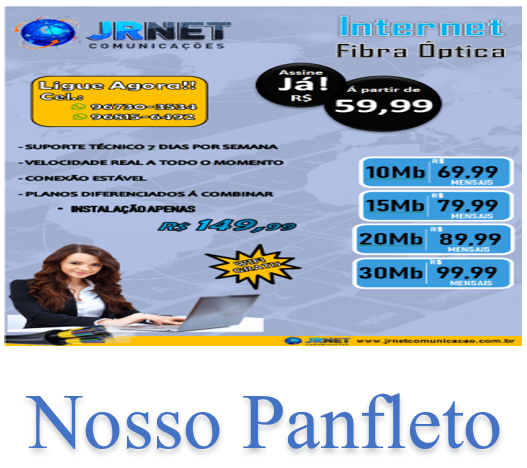 JRNET
COMUNICAÇÕES
Internet
Fibra Óptica
Ligue Agora!!
Cel.:
96730-3534
96815-6492
Assine
Já!
R$
Á partir de
59,99
- SUPORTE TÉCNICO 7 DIAS POR SEMANA
- VELOCIDADE REAL A TODO O MOMENTO
- CONEXÃO ESTÁVEL
- PLANOS DIFERENCIADOS Á COMBINAR
- INSTALAÇÃO APENAS
R$ 149,99
WIFI
GRÁTIS
10Mb R$ 69.99
MENSAIS
15Mb R$ 79.99
MENSAIS
20Mb R$ 89.99
MENSAIS
30Mb R$ 99.99
MENSAIS
JRNET www.jrnetcomunicacao.com.br
Nosso Panfleto